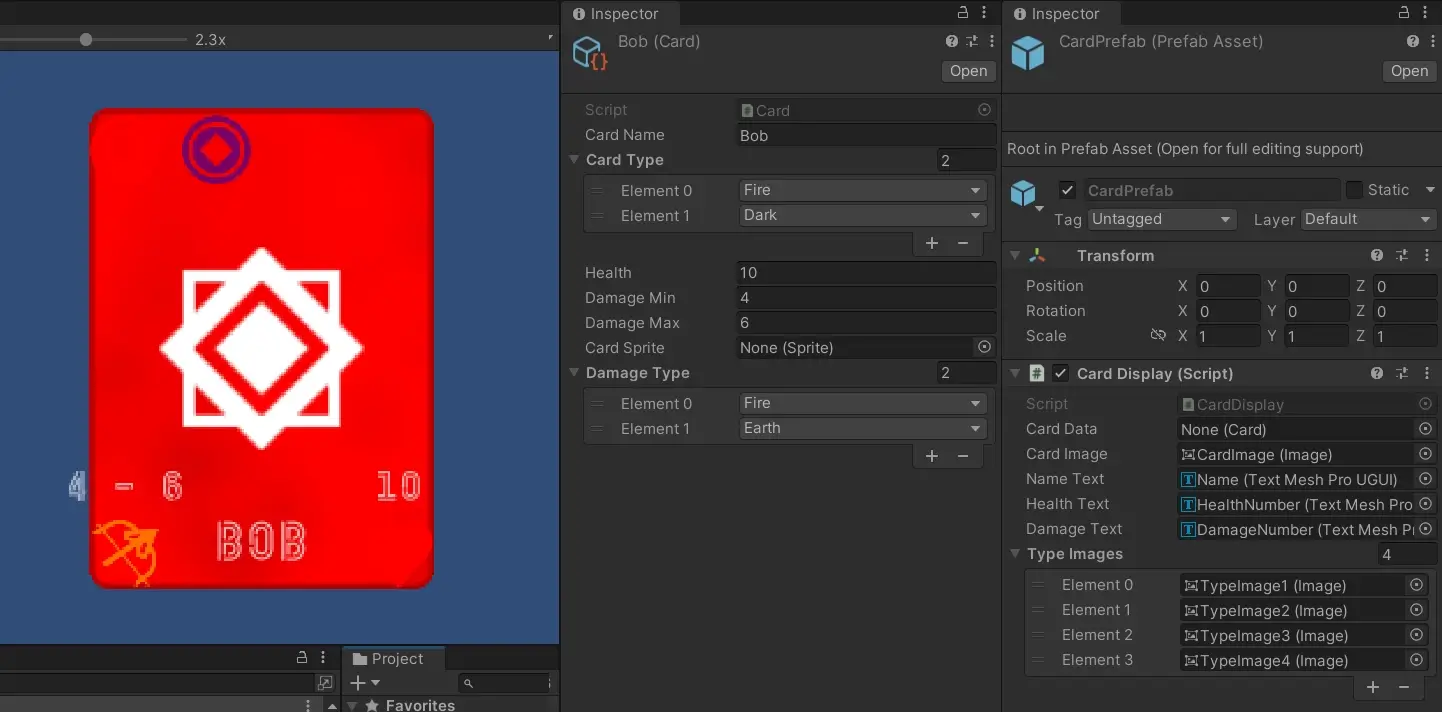 2.3x
4 - 6
10
BOB
Project
Favorites
Inspector
Bob (Card)
Open
Script
Card
Card Name
Bob
Card Type
2
Element 0
Fire
Element 1
Dark
Health
10
Damage Min
4
Damage Max
6
Card Sprite
None (Sprite)
Damage Type
2
Element 0
Fire
Element 1
Earth
Inspector
CardPrefab (Prefab Asset)
Open
Root in Prefab Asset (Open for full editing support)
CardPrefab
Static
Tag
Untagged
Layer
Default
Transform
Position
X 0 Y 0 Z 0
Rotation
X 0 Y 0 Z 0
Scale
X 1 Y 1 Z 1
Card Display (Script)
Script
CardDisplay
Card Data
None (Card)
Card Image
CardImage (Image)
Name Text
Name (Text Mesh Pro UGUI)
Health Text
HealthNumber (Text Mesh Pro
Damage Text
DamageNumber (Text Mesh P
Type Images
4
Element 0
TypeImage1 (Image)
Element 1
TypeImage2 (Image)
Element 2
TypeImage3 (Image)
Element 3
TypeImage4 (Image)